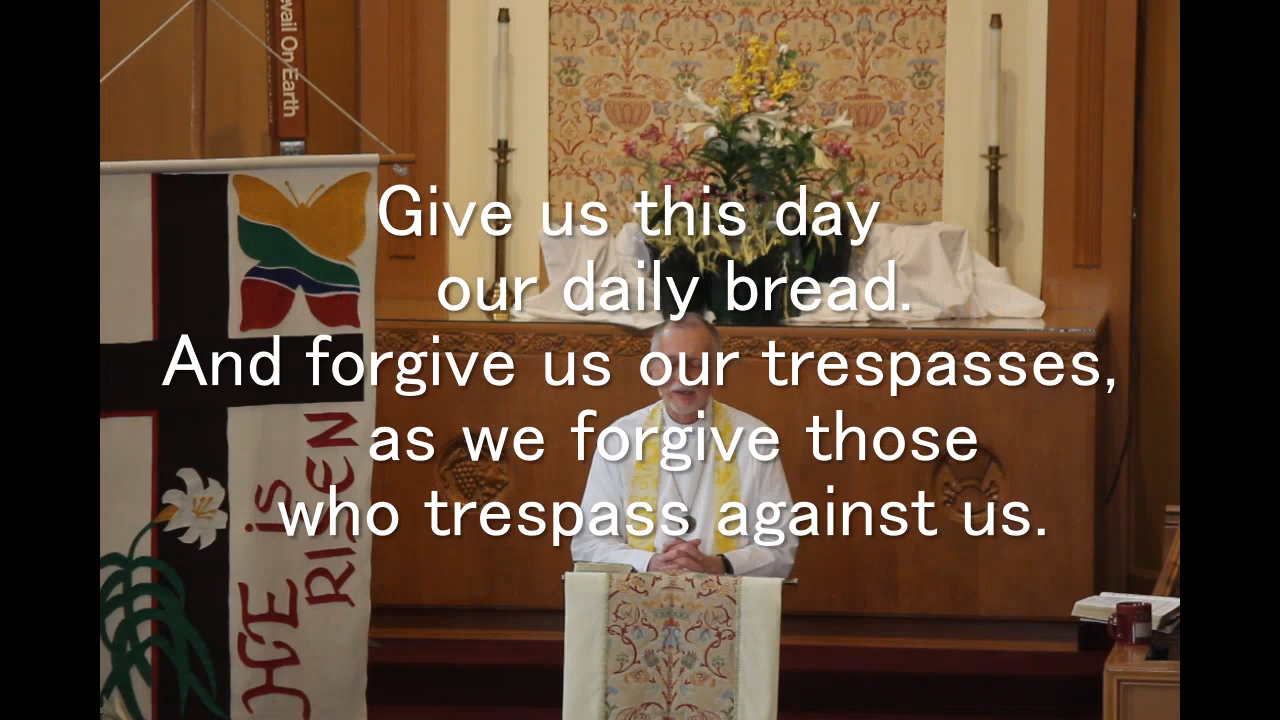 evail On Earth
Give us this day
our daily bread.
And forgive us our trespasses,
as we forgive those
who trespass against us.
HE is
RISEN